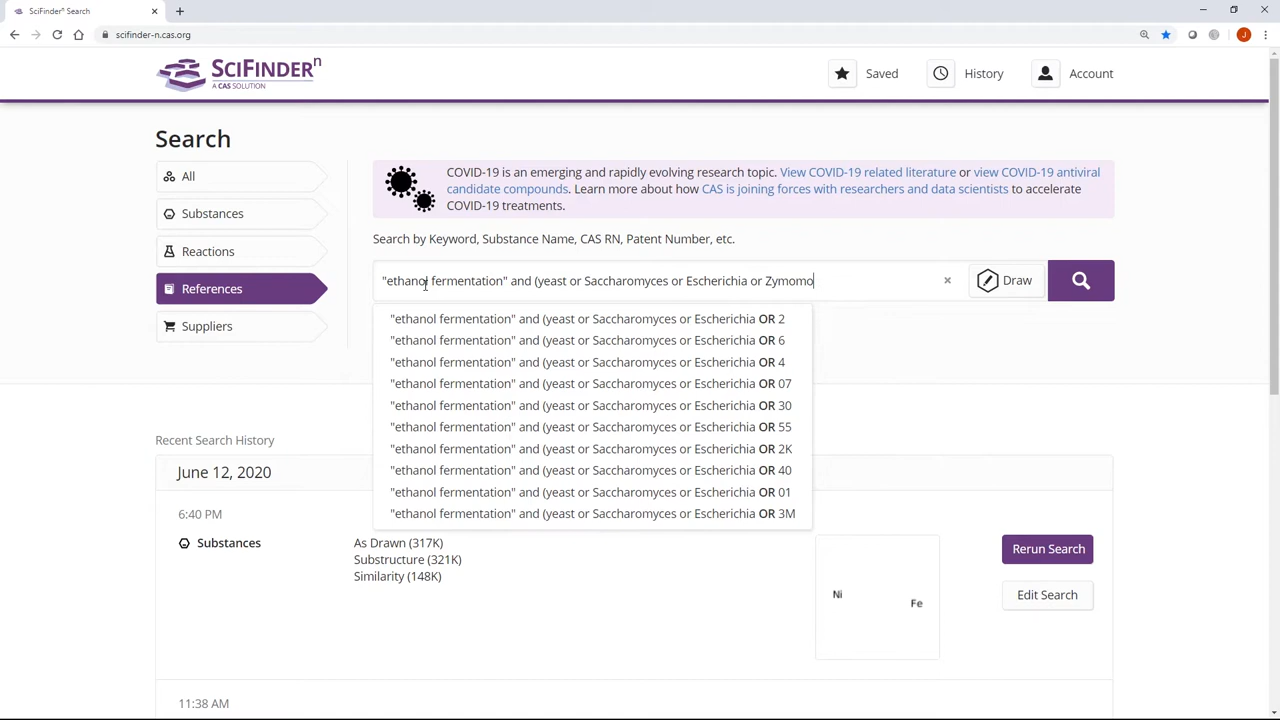 SciFinderⁿ Search
scifinder-n.cas.org
J
SCIFINDERⁿ
A CAS SOLUTION
Saved
History
Account
Search
All
Substances
Reactions
References
Suppliers
COVID-19 is an emerging and rapidly evolving research topic. View COVID-19 related literature or view COVID-19 antiviral
candidate compounds. Learn more about how CAS is joining forces with researchers and data scientists to accelerate
COVID-19 treatments.
Search by Keyword, Substance Name, CAS RN, Patent Number, etc.
"ethanol fermentation" and (yeast or Saccharomyces or Escherichia or Zymomo
Draw
"ethanol fermentation" and (yeast or Saccharomyces or Escherichia OR 2
"ethanol fermentation" and (yeast or Saccharomyces or Escherichia OR 6
"ethanol fermentation" and (yeast or Saccharomyces or Escherichia OR 4
"ethanol fermentation" and (yeast or Saccharomyces or Escherichia OR 07
"ethanol fermentation" and (yeast or Saccharomyces or Escherichia OR 30
"ethanol fermentation" and (yeast or Saccharomyces or Escherichia OR 55
"ethanol fermentation" and (yeast or Saccharomyces or Escherichia OR 2K
"ethanol fermentation" and (yeast or Saccharomyces or Escherichia OR 40
"ethanol fermentation" and (yeast or Saccharomyces or Escherichia OR 01
"ethanol fermentation" and (yeast or Saccharomyces or Escherichia OR 3M
Recent Search History
June 12, 2020
6:40 PM
Substances
As Drawn (317K)
Substructure (321K)
Similarity (148K)
Ni
Fe
Rerun Search
Edit Search
11:38 AM